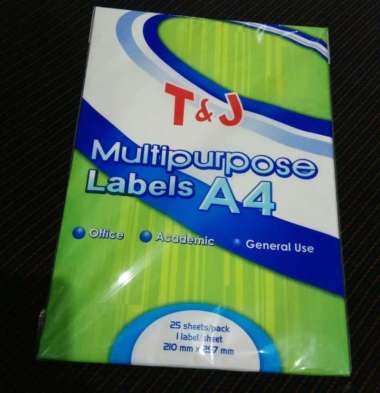 T & J
Multipurpose
Labels A4
Office Academic General Use
25 sheets/pack
1 label/sheet
210 mm x 297 mm